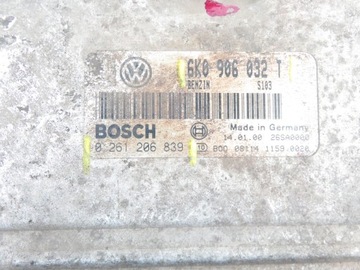 6K0 906 032 T
BENZIN S103
BOSCH
Made in Germany
14.01.00
0 261 206 839